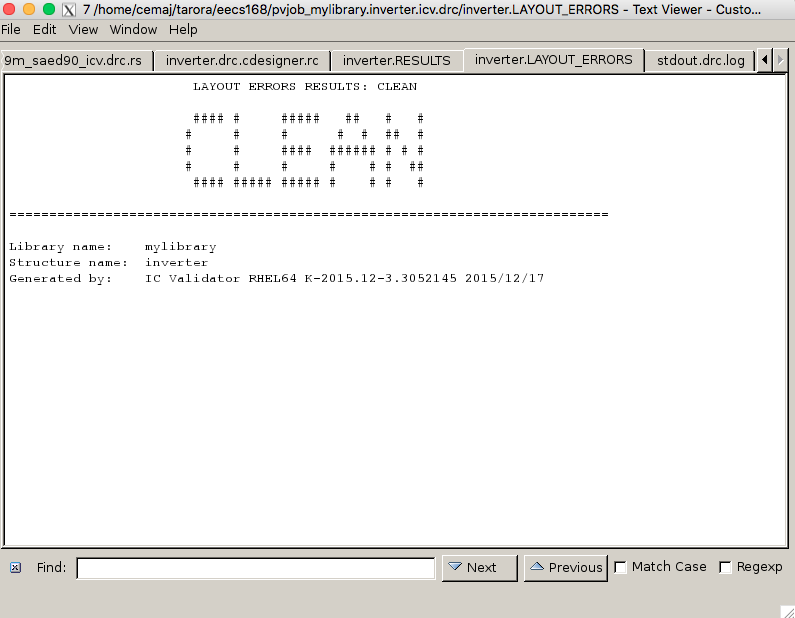 7 /home/cemaj/tarora/eecs168/pvjob_mylibrary.inverter.icv.drc/inverter.LAYOUT_ERRORS - Text Viewer - Custo...
File Edit View Window Help
9m_saed90_icv.drc.rs inverter.drc.cdesigner.rc inverter.RESULTS inverter.LAYOUT_ERRORS stdout.drc.log
LAYOUT ERRORS RESULTS: CLEAN
#### #     #####   ##   #   #
#     #     #      #  #  ##  #
#     #     ####  ###### # # #
#     #     #     #    # #  ##
#### ##### ##### #    # #   #
===========================================================================
Library name:    mylibrary
Structure name:  inverter
Generated by:    IC Validator RHEL64 K-2015.12-3.3052145 2015/12/17
Find: Next Previous Match Case Regexp